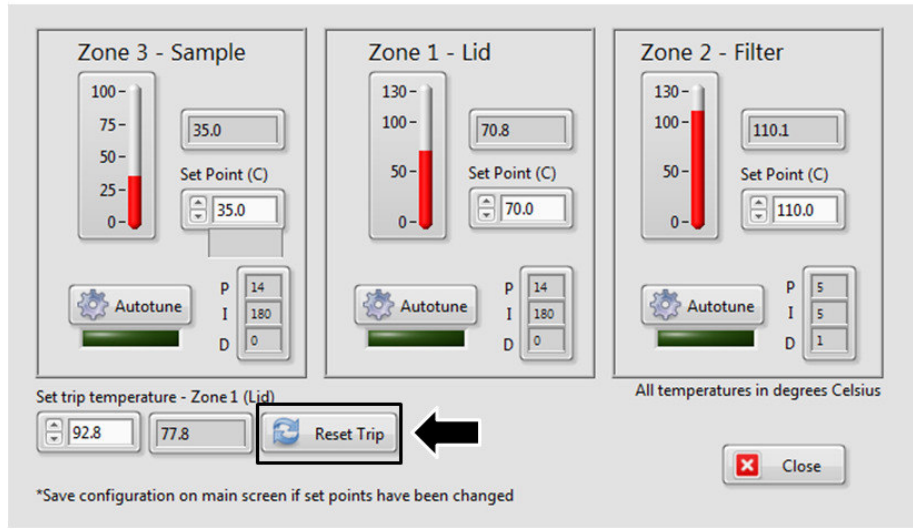 Zone 3 - Sample
100
75
50
25
0
35.0
Set Point (C)
35.0
Autotune
P 14
I 180
D 0
Zone 1 - Lid
130
100
50
0
70.8
Set Point (C)
70.0
Autotune
P 14
I 180
D 0
Zone 2 - Filter
130
100
50
0
110.1
Set Point (C)
110.0
Autotune
P 5
I 5
D 1
Set trip temperature - Zone 1 (Lid)
All temperatures in degrees Celsius
92.8 77.8 Reset Trip
Close
*Save configuration on main screen if set points have been changed